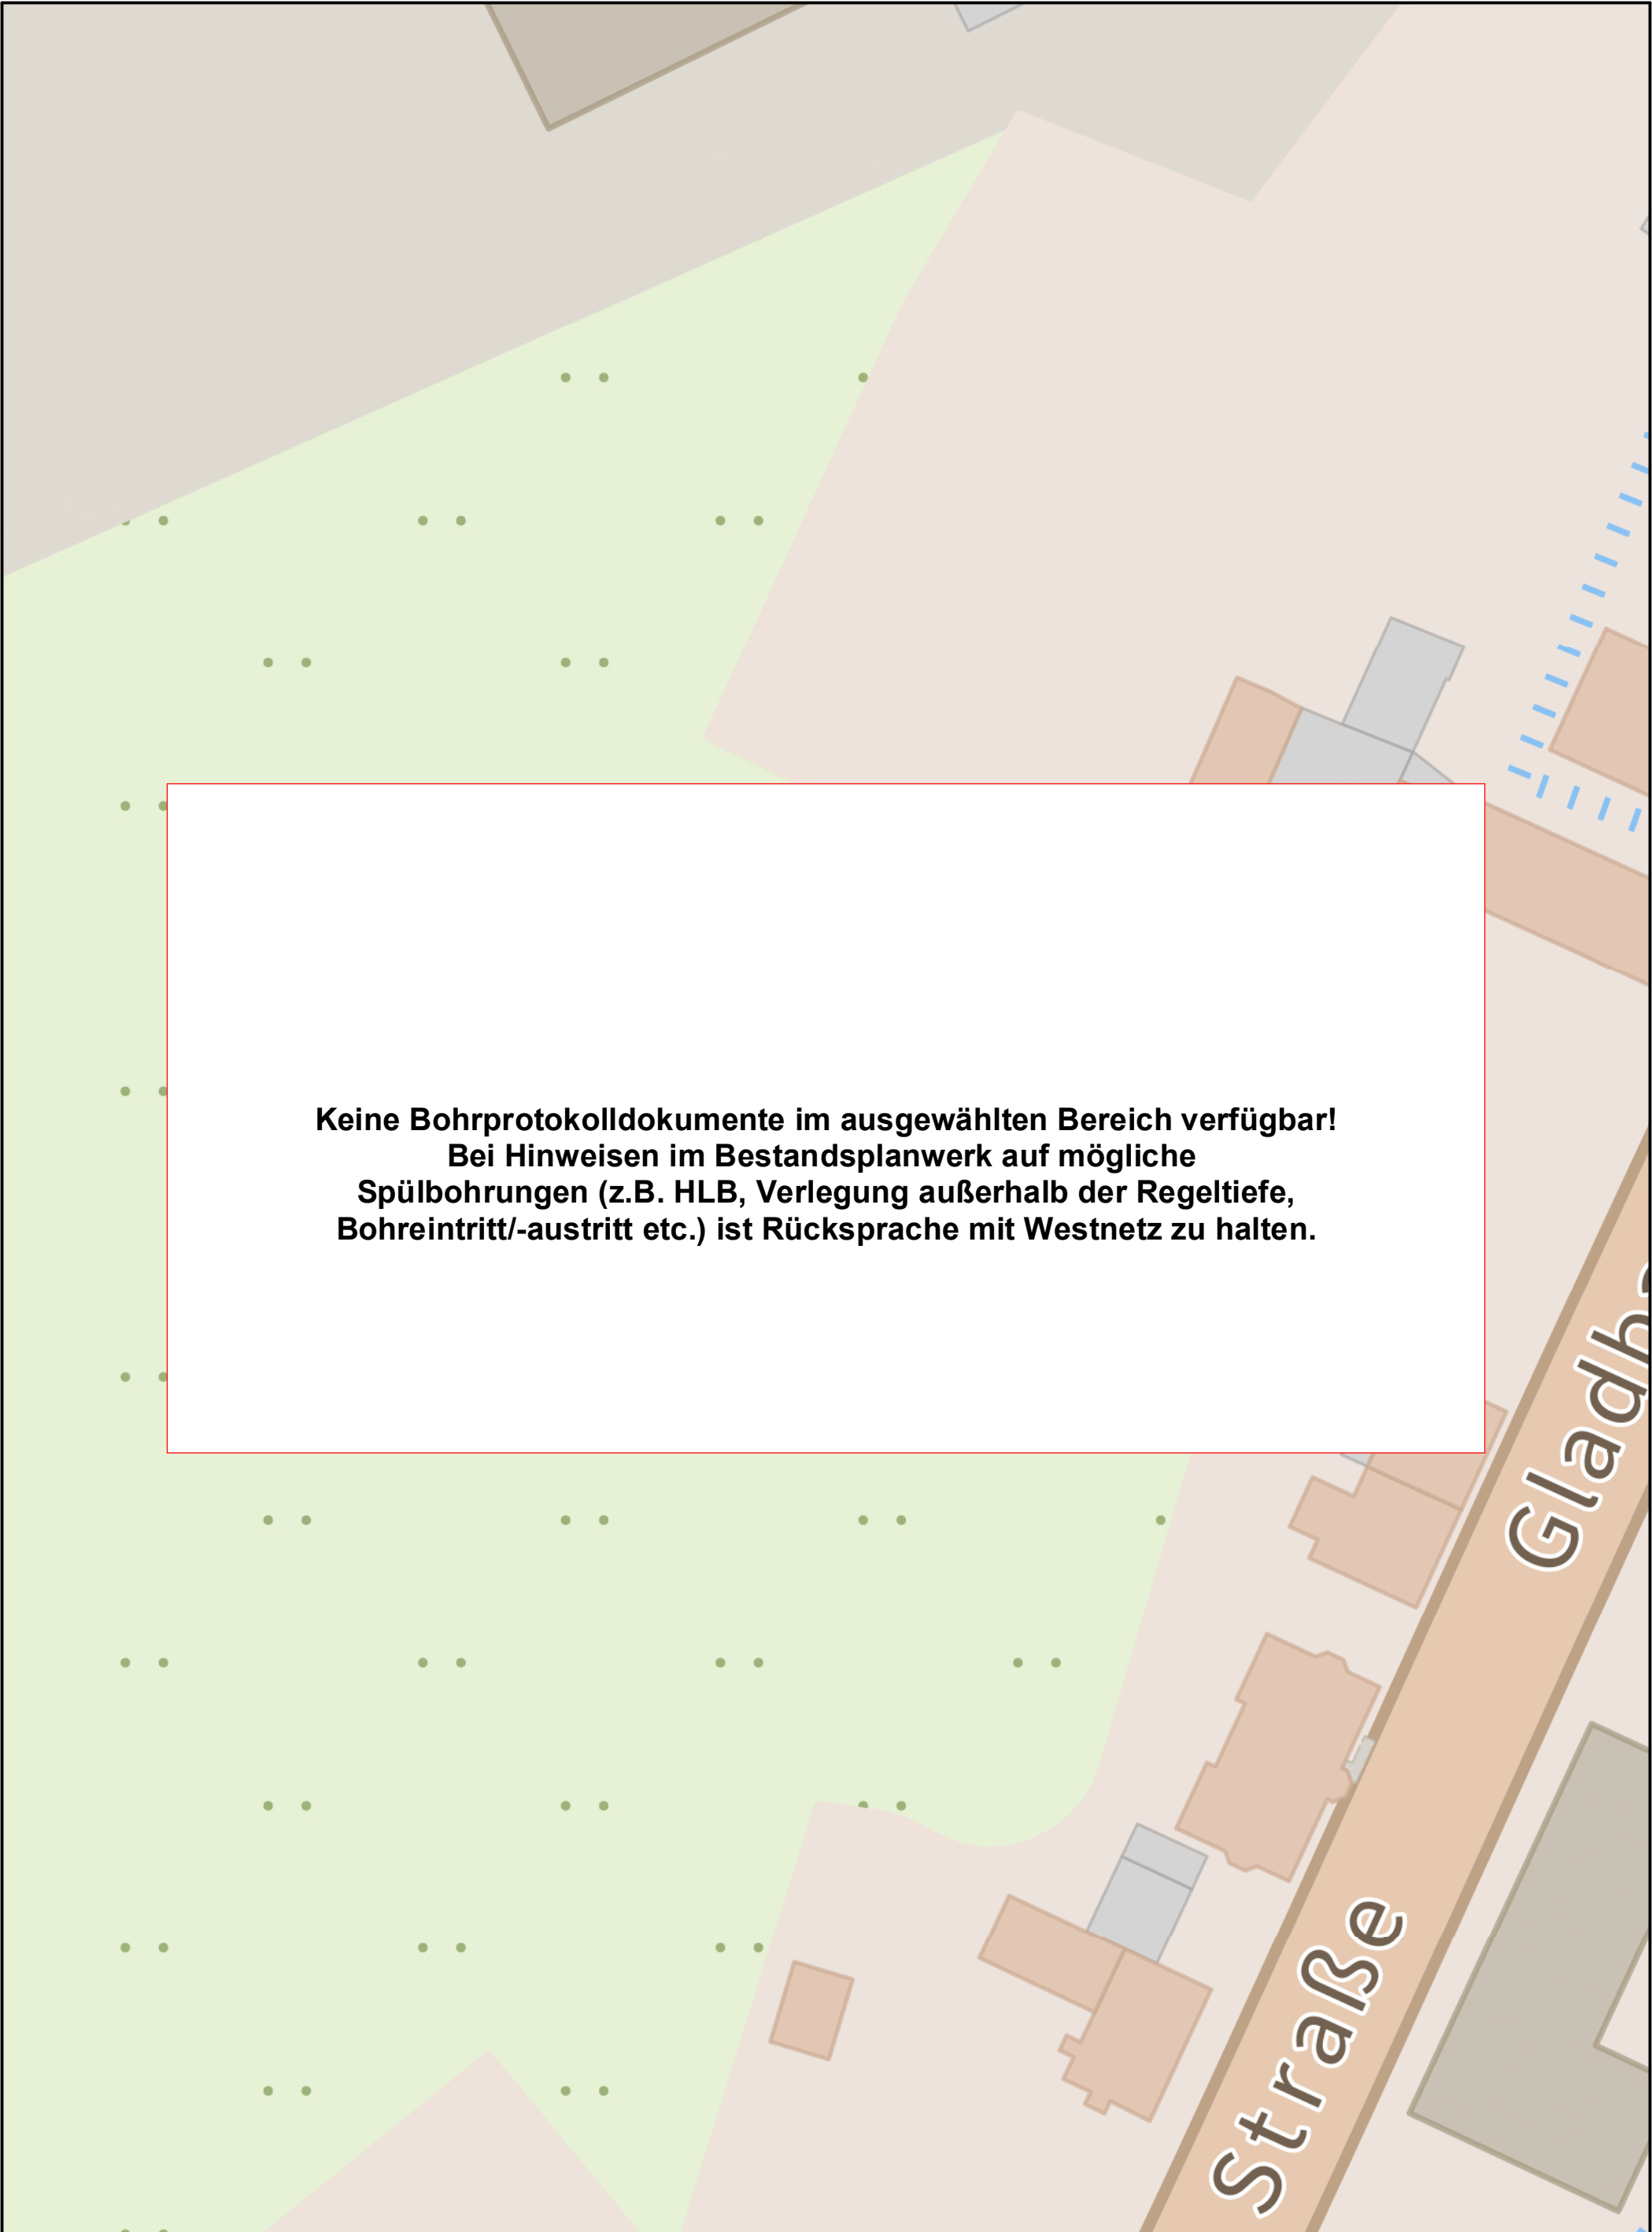 Keine Bohrprotokolldokumente im ausgewählten Bereich verfügbar!
Bei Hinweisen im Bestandsplanwerk auf mögliche
Spülbohrungen (z.B. HLB, Verlegung außerhalb der Regeltiefe,
Bohreintritt/-austritt etc.) ist Rücksprache mit Westnetz zu halten.
Straße